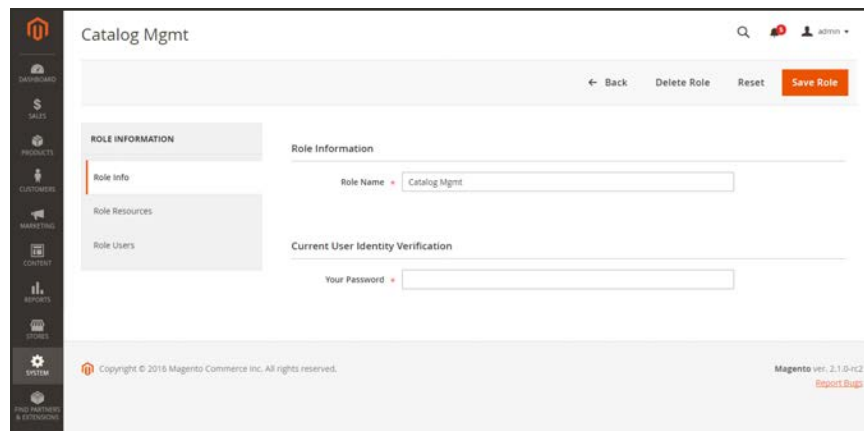 Catalog Mgmt
5
admin
DASHBOARD
SALES
PRODUCTS
CUSTOMERS
MARKETING
CONTENT
REPORTS
STORES
SYSTEM
FIND PARTNERS
& EXTENSIONS
← Back Delete Role Reset Save Role
ROLE INFORMATION
Role Info
Role Resources
Role Users
Role Information
Role Name * Catalog Mgmt
Current User Identity Verification
Your Password *
Copyright © 2016 Magento Commerce Inc. All rights reserved.
Magento ver. 2.1.0-rc2
Report Bugs